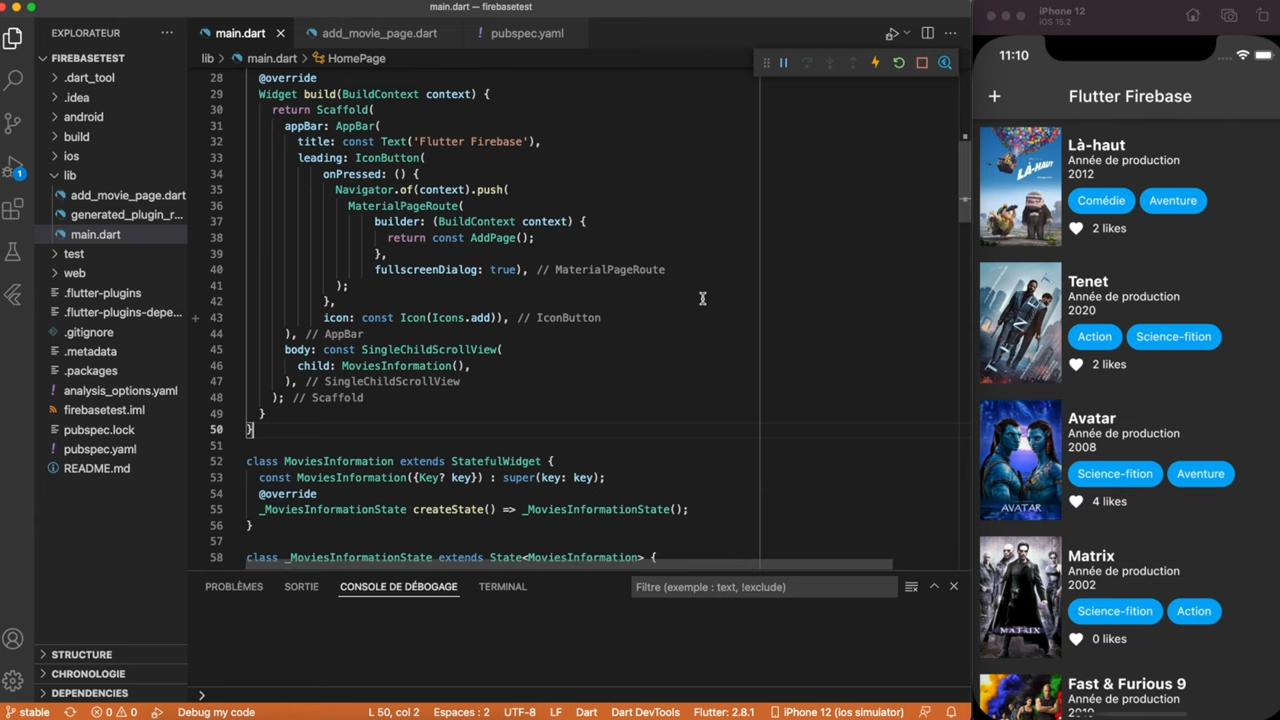 main.dart — firebasetest
EXPLORATEUR
FIREBASETEST
.dart_tool
.idea
android
build
ios
lib
add_movie_page.dart
generated_plugin_r...
main.dart
test
web
.flutter-plugins
.flutter-plugins-depe...
.gitignore
.metadata
.packages
analysis_options.yaml
firebasetest.iml
pubspec.lock
pubspec.yaml
README.md
STRUCTURE
CHRONOLOGIE
DEPENDENCIES
1
main.dart
add_movie_page.dart
pubspec.yaml
lib > main.dart > HomePage
28 @override
29 Widget build(BuildContext context) {
30 return Scaffold(
31 appBar: AppBar(
32 title: const Text('Flutter Firebase'),
33 leading: IconButton(
34 onPressed: () {
35 Navigator.of(context).push(
36 MaterialPageRoute(
37 builder: (BuildContext context) {
38 return const AddPage();
39 },
40 fullscreenDialog: true), // MaterialPageRoute
41 );
42 },
43 icon: const Icon(Icons.add)), // IconButton
44 ), // AppBar
45 body: const SingleChildScrollView(
46 child: MoviesInformation(),
47 ), // SingleChildScrollView
48 ); // Scaffold
49 }
50 }
51
52 class MoviesInformation extends StatefulWidget {
53 const MoviesInformation({Key? key}) : super(key: key);
54 @override
55 _MoviesInformationState createState() => _MoviesInformationState();
56 }
57
58 class _MoviesInformationState extends State<MoviesInformation> {
PROBLÈMES
SORTIE
CONSOLE DE DÉBOGAGE
TERMINAL
Filtre (exemple : text, !exclude)
stable
0
0
Debug my code
L 50, col 2
Espaces : 2
UTF-8
LF
Dart
Dart DevTools
Flutter: 2.8.1
iPhone 12 (ios simulator)
iPhone 12
iOS 15.2
11:10
+
Flutter Firebase
LÀ-HAUT
Là-haut
Année de production
2012
Comédie
Aventure
2 likes
TENET
Tenet
Année de production
2020
Action
Science-fiction
2 likes
AVATAR
Avatar
Année de production
2008
Science-fition
Aventure
4 likes
MATRIX
Matrix
Année de production
2002
Science-fition
Action
0 likes
Fast & Furious 9
Année de production